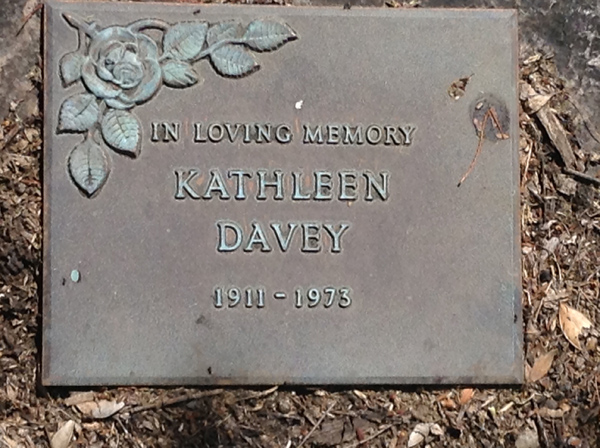 IN LOVING MEMORY
KATHLEEN
DAVEY
1911 - 1973